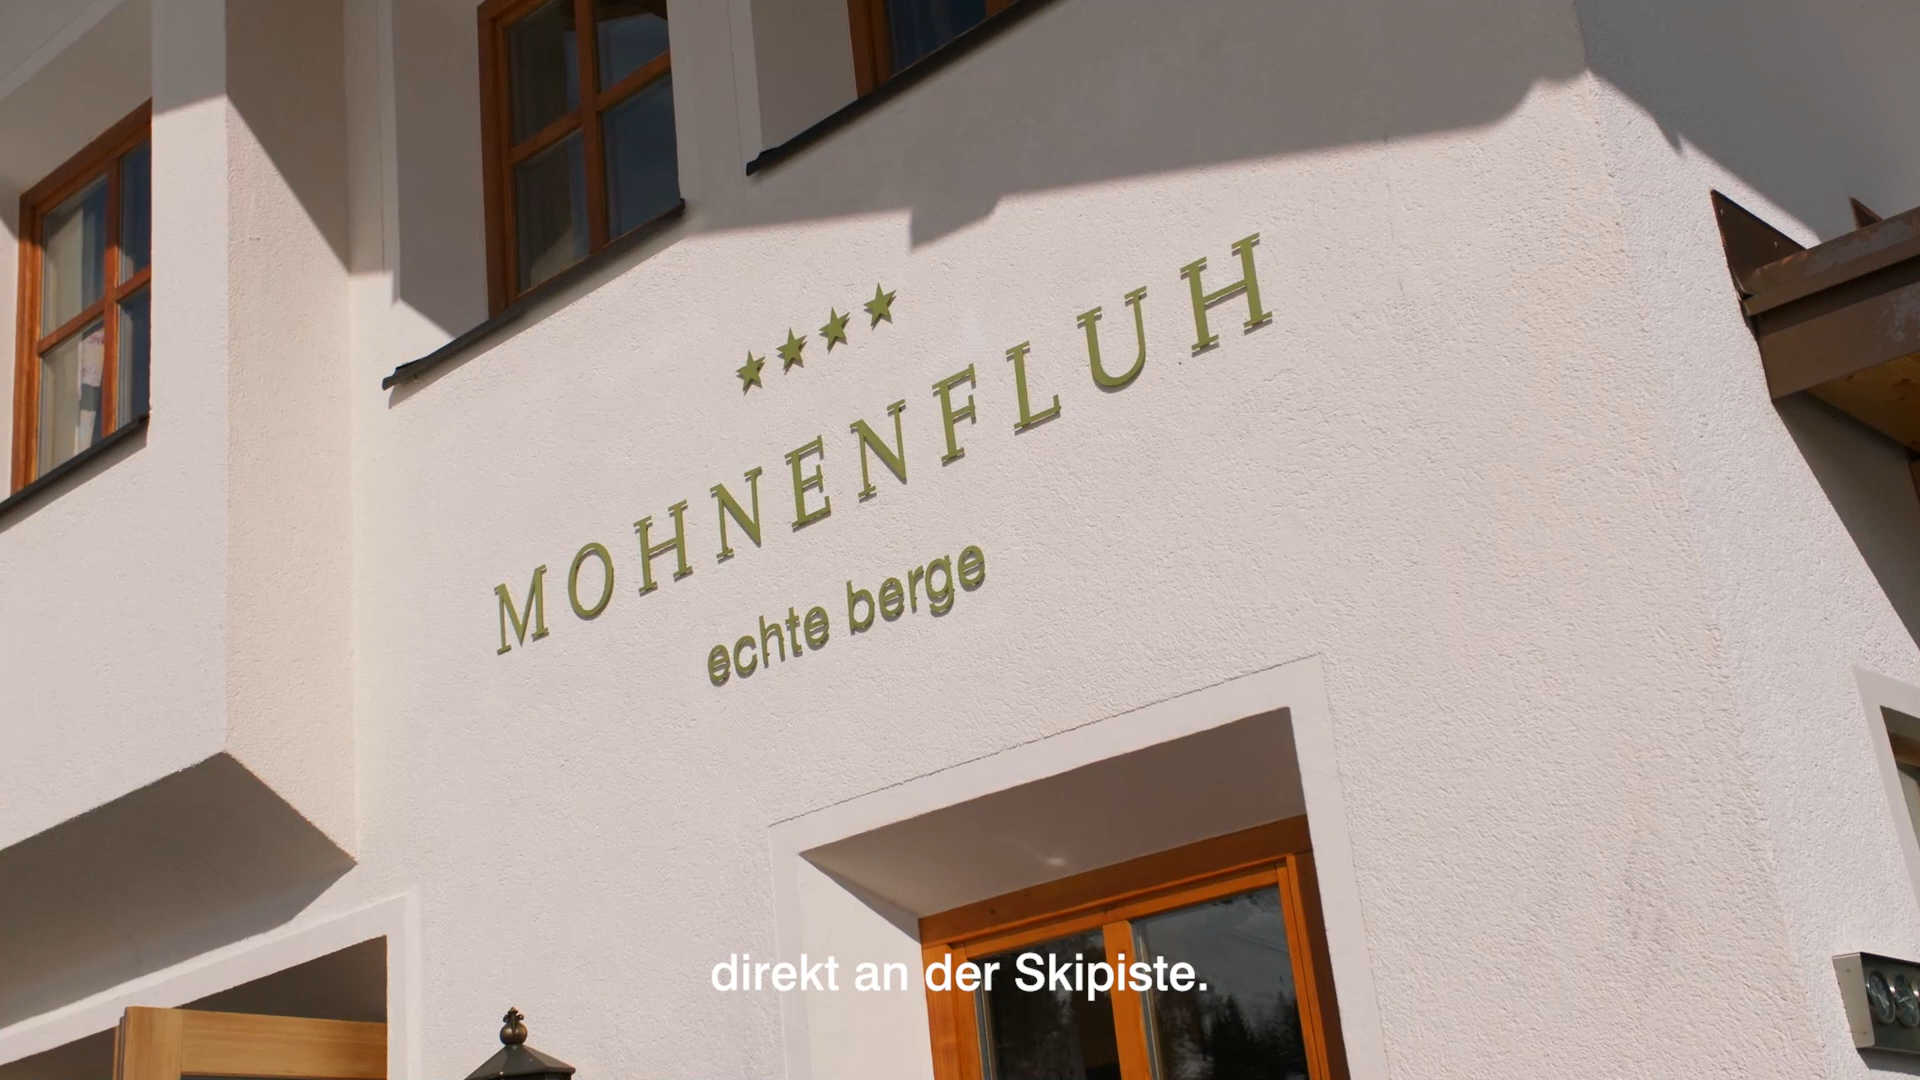 ★★★★
MOHNENFLUH
echte berge
direkt an der Skipiste.